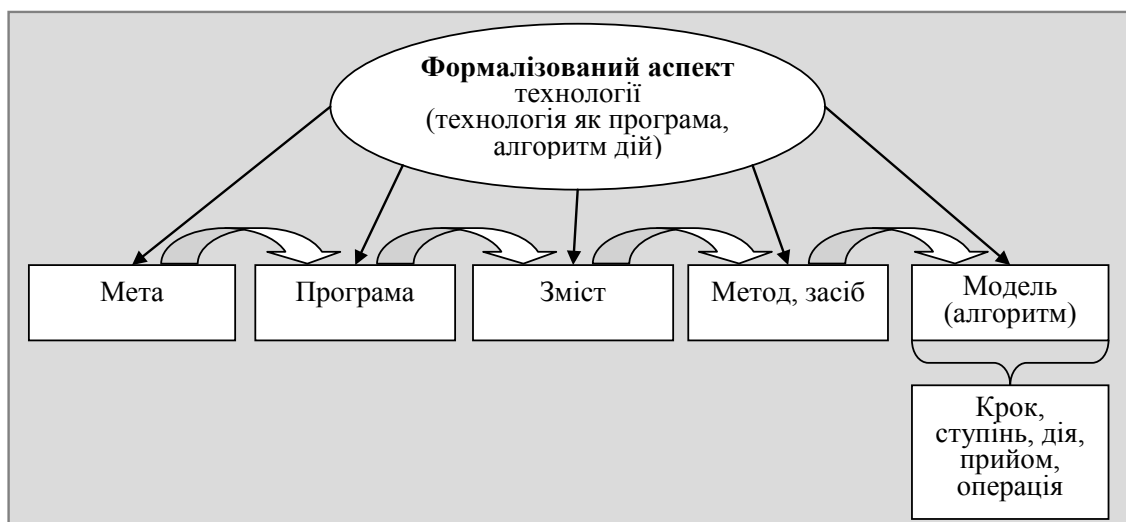 Формалізований аспект
технології
(технологія як програма,
алгоритм дій)
Мета
Програма
Зміст
Метод, засіб
Модель
(алгоритм)
Крок,
ступінь, дія,
прийом,
операція